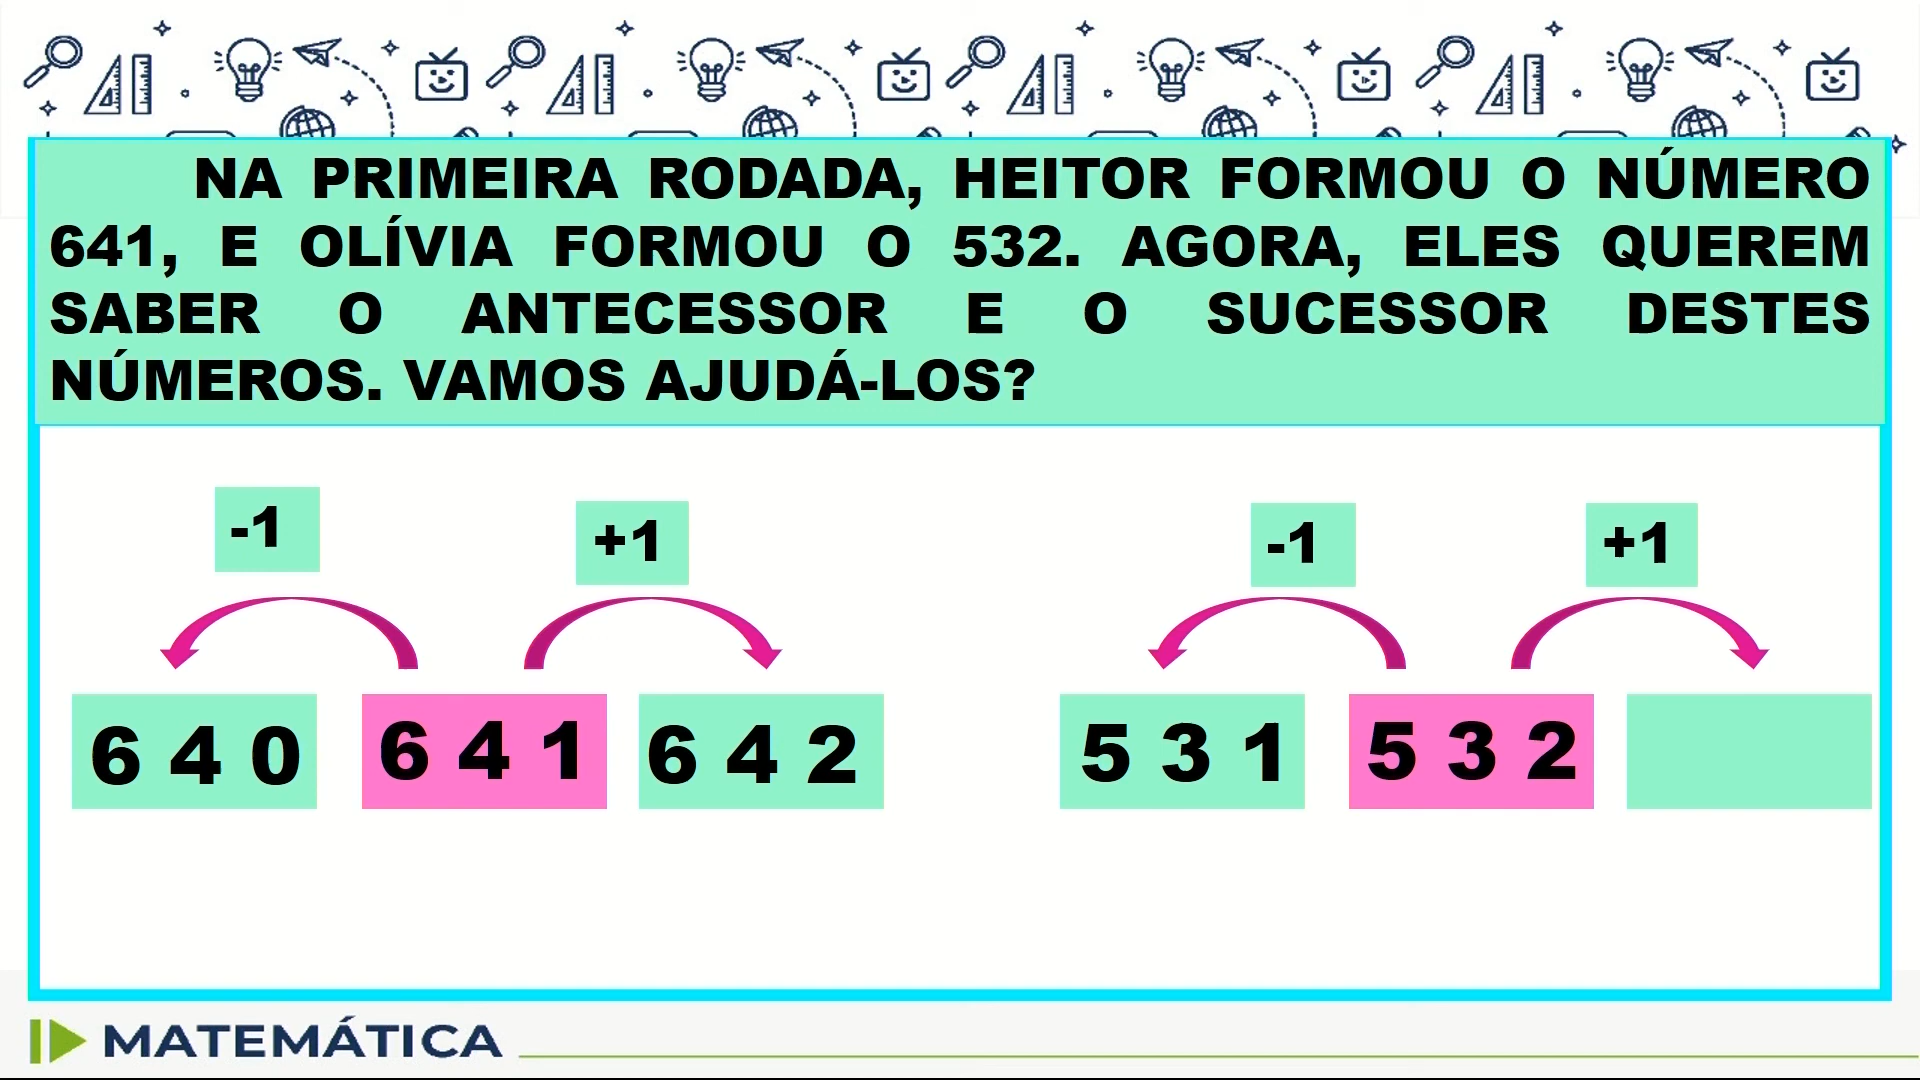 NA PRIMEIRA RODADA, HEITOR FORMOU O NÚMERO
641, E OLÍVIA FORMOU O 532. AGORA, ELES QUEREM
SABER O ANTECESSOR E O SUCESSOR DESTES
NÚMEROS. VAMOS AJUDÁ-LOS?
-1 +1 -1 +1
6 4 0 6 4 1 6 4 2 5 3 1 5 3 2
MATEMÁTICA